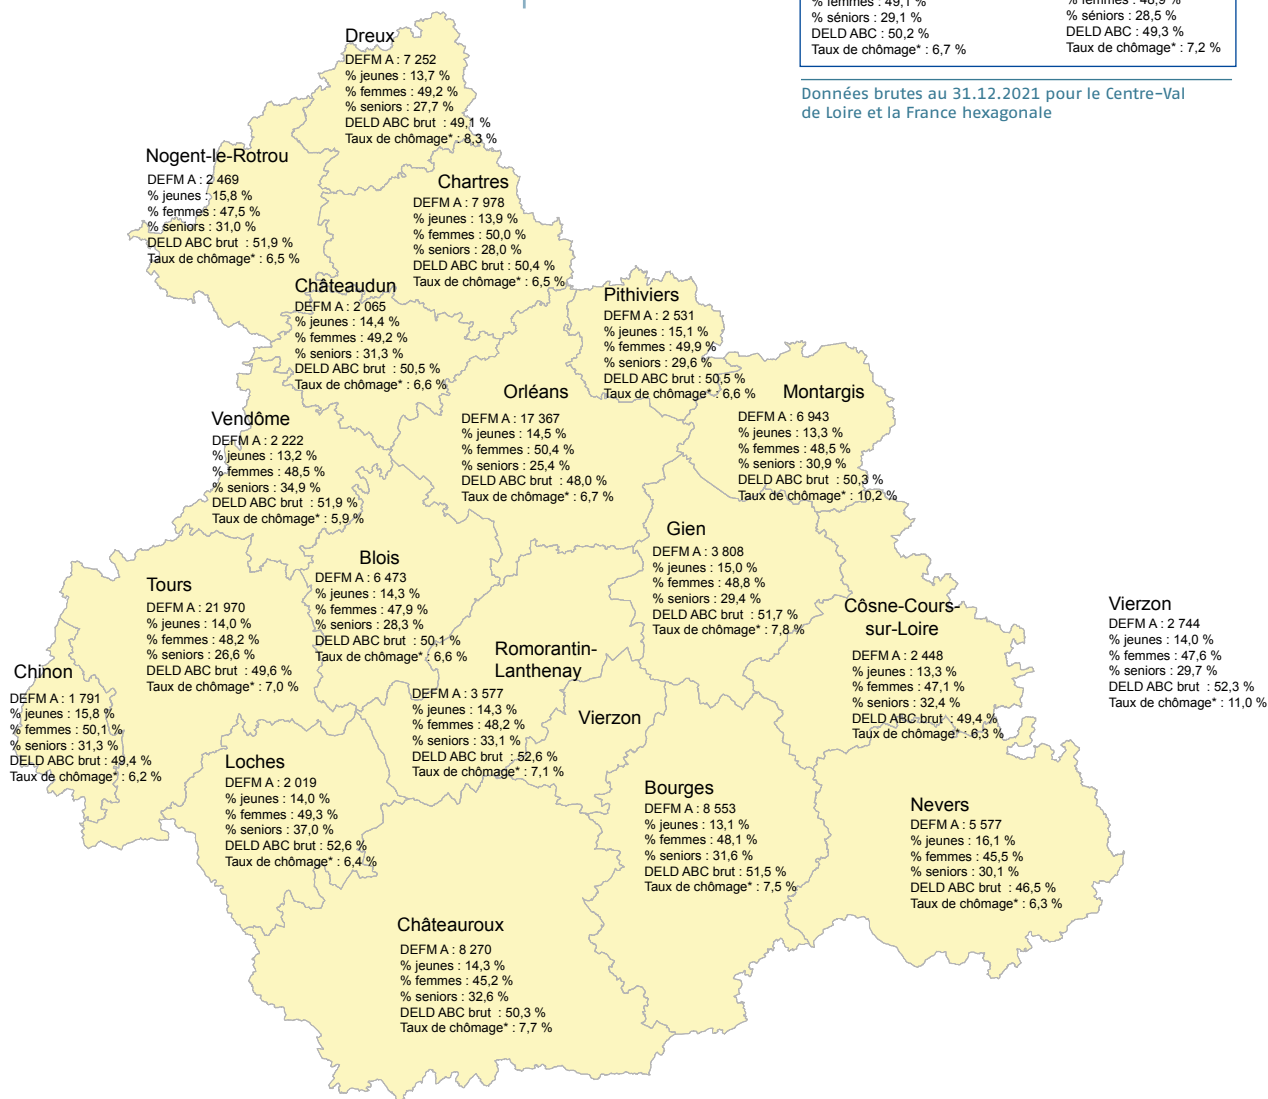 % femmes : 49,1 %
% séniors : 29,1 %
DELD ABC : 50,2 %
Taux de chômage* : 6,7 %
% femmes : 48,9 %
% séniors : 28,5 %
DELD ABC : 49,3 %
Taux de chômage* : 7,2 %
Données brutes au 31.12.2021 pour le Centre-Val
de Loire et la France hexagonale
Dreux
DEFM A : 7 252
% jeunes : 13,7 %
% femmes : 49,2 %
% seniors : 27,7 %
DELD ABC brut : 49,1 %
Taux de chômage* : 8,3 %
Nogent-le-Rotrou
DEFM A : 2 469
% jeunes : 15,8 %
% femmes : 47,5 %
% seniors : 31,0 %
DELD ABC brut : 51,9 %
Taux de chômage* : 6,5 %
Chartres
DEFM A : 7 978
% jeunes : 13,9 %
% femmes : 50,0 %
% seniors : 28,0 %
DELD ABC brut : 50,4 %
Taux de chômage* : 6,5 %
Châteaudun
DEFM A : 2 065
% jeunes : 14,4 %
% femmes : 49,2 %
% seniors : 31,3 %
DELD ABC brut : 50,5 %
Taux de chômage* : 6,6 %
Pithiviers
DEFM A : 2 531
% jeunes : 15,1 %
% femmes : 49,9 %
% seniors : 29,6 %
DELD ABC brut : 50,5 %
Taux de chômage* : 6,6 %
Orléans
DEFM A : 17 367
% jeunes : 14,5 %
% femmes : 50,4 %
% seniors : 25,4 %
DELD ABC brut : 48,0 %
Taux de chômage* : 6,7 %
Montargis
DEFM A : 6 943
% jeunes : 13,3 %
% femmes : 48,5 %
% seniors : 30,9 %
DELD ABC brut : 50,3 %
Taux de chômage* : 10,2 %
Vendôme
DEFM A : 2 222
% jeunes : 13,2 %
% femmes : 48,5 %
% seniors : 34,9 %
DELD ABC brut : 51,9 %
Taux de chômage* : 5,9 %
Gien
DEFM A : 3 808
% jeunes : 15,0 %
% femmes : 48,8 %
% seniors : 29,4 %
DELD ABC brut : 51,7 %
Taux de chômage* : 7,8 %
Blois
DEFM A : 6 473
% jeunes : 14,3 %
% femmes : 47,9 %
% seniors : 28,3 %
DELD ABC brut : 50,1 %
Taux de chômage* : 6,6 %
Tours
DEFM A : 21 970
% jeunes : 14,0 %
% femmes : 48,2 %
% seniors : 26,6 %
DELD ABC brut : 49,6 %
Taux de chômage* : 7,0 %
Côsne-Cours-
sur-Loire
DEFM A : 2 448
% jeunes : 13,3 %
% femmes : 47,1 %
% seniors : 32,4 %
DELD ABC brut : 49,4 %
Taux de chômage* : 6,3 %
Vierzon
DEFM A : 2 744
% jeunes : 14,0 %
% femmes : 47,6 %
% seniors : 29,7 %
DELD ABC brut : 52,3 %
Taux de chômage* : 11,0 %
Chinon
DEFM A : 1 791
% jeunes : 15,8 %
% femmes : 50,1 %
% seniors : 31,3 %
DELD ABC brut : 49,4 %
Taux de chômage* : 6,2 %
Romorantin-
Lanthenay
DEFM A : 3 577
% jeunes : 14,3 %
% femmes : 48,2 %
% seniors : 33,1 %
DELD ABC brut : 52,6 %
Taux de chômage* : 7,1 %
Vierzon
Loches
DEFM A : 2 019
% jeunes : 14,0 %
% femmes : 49,3 %
% seniors : 37,0 %
DELD ABC brut : 52,6 %
Taux de chômage* : 6,4 %
Bourges
DEFM A : 8 553
% jeunes : 13,1 %
% femmes : 48,1 %
% seniors : 31,6 %
DELD ABC brut : 51,5 %
Taux de chômage* : 7,5 %
Nevers
DEFM A : 5 577
% jeunes : 16,1 %
% femmes : 45,5 %
% seniors : 30,1 %
DELD ABC brut : 46,5 %
Taux de chômage* : 6,3 %
Châteauroux
DEFM A : 8 270
% jeunes : 14,3 %
% femmes : 45,2 %
% seniors : 32,6 %
DELD ABC brut : 50,3 %
Taux de chômage* : 7,7 %